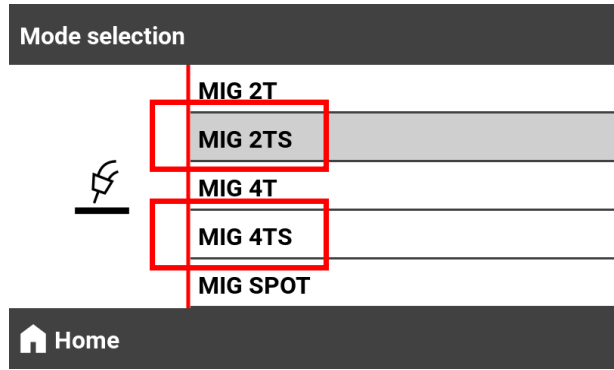 Mode selection
MIG 2T
MIG 2TS
MIG 4T
MIG 4TS
MIG SPOT
Home